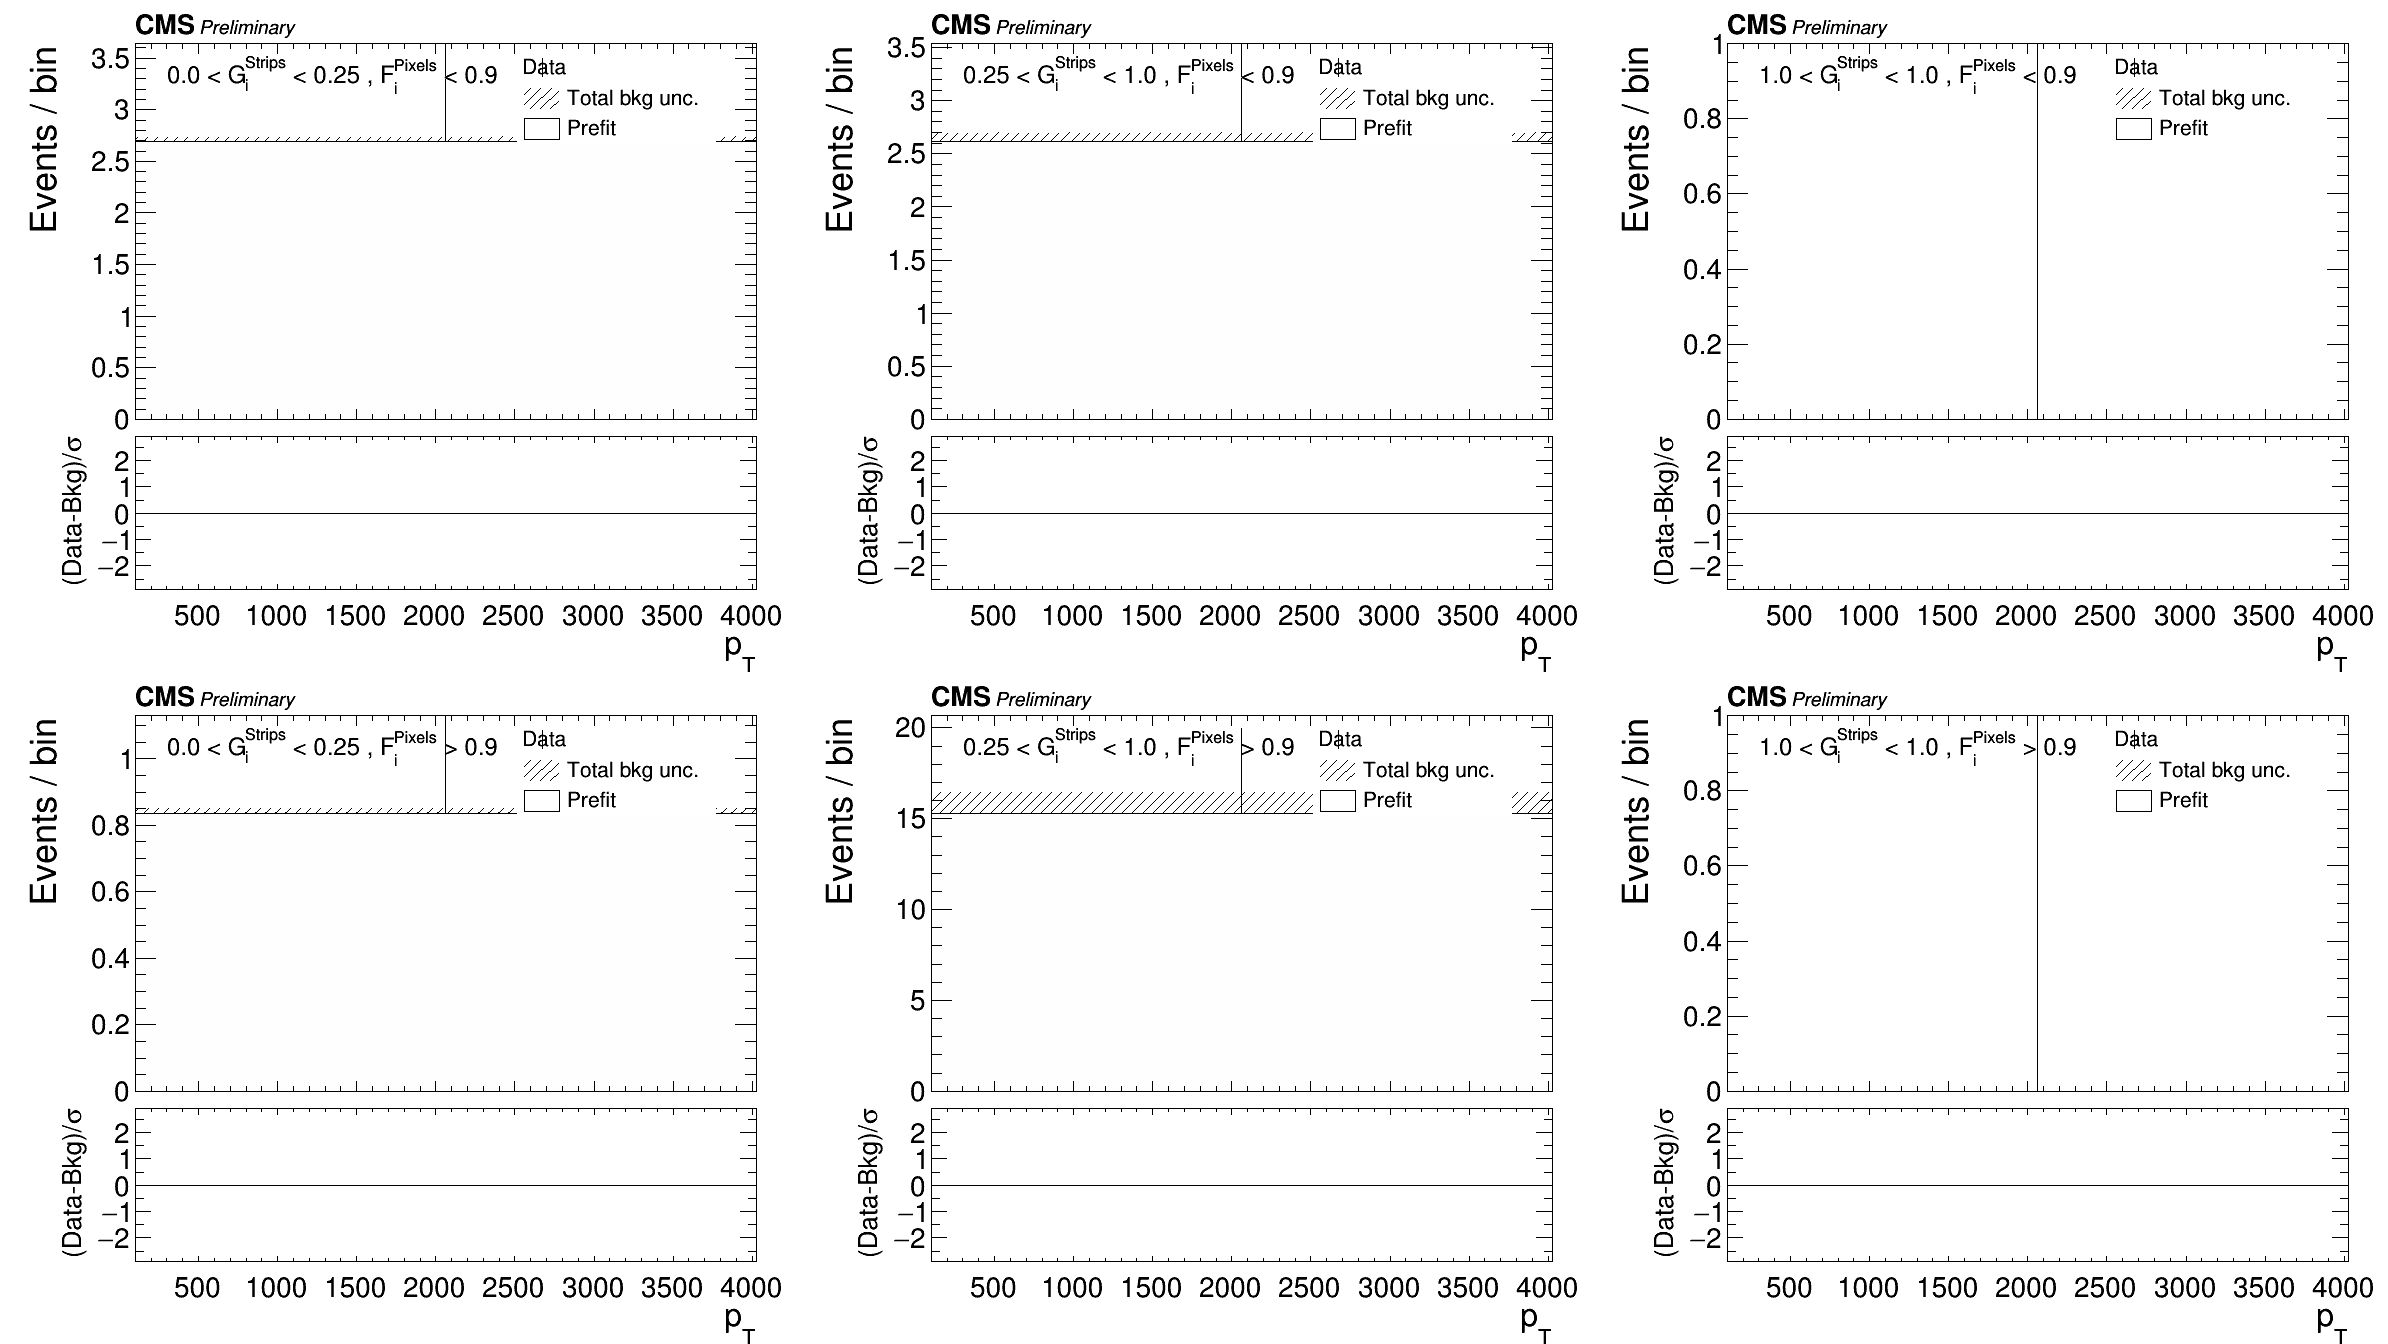 CMS Preliminary
Events / bin
3.5
3
2.5
2
1.5
1
0.5
0
0.0 < G_i^Strips < 0.25 , F_i^Pixels < 0.9
Data
Total bkg unc.
Prefit
(Data-Bkg)/σ
2
1
0
−1
−2
500 1000 1500 2000 2500 3000 3500 4000
p_T
CMS Preliminary
Events / bin
3.5
3
2.5
2
1.5
1
0.5
0
0.25 < G_i^Strips < 1.0 , F_i^Pixels < 0.9
Data
Total bkg unc.
Prefit
(Data-Bkg)/σ
2
1
0
−1
−2
500 1000 1500 2000 2500 3000 3500 4000
p_T
CMS Preliminary
Events / bin
1
0.8
0.6
0.4
0.2
0
1.0 < G_i^Strips < 1.0 , F_i^Pixels < 0.9
Data
Total bkg unc.
Prefit
(Data-Bkg)/σ
2
1
0
−1
−2
500 1000 1500 2000 2500 3000 3500 4000
p_T
CMS Preliminary
Events / bin
1
0.8
0.6
0.4
0.2
0
0.0 < G_i^Strips < 0.25 , F_i^Pixels > 0.9
Data
Total bkg unc.
Prefit
(Data-Bkg)/σ
2
1
0
−1
−2
500 1000 1500 2000 2500 3000 3500 4000
p_T
CMS Preliminary
Events / bin
20
15
10
5
0
0.25 < G_i^Strips < 1.0 , F_i^Pixels > 0.9
Data
Total bkg unc.
Prefit
(Data-Bkg)/σ
2
1
0
−1
−2
500 1000 1500 2000 2500 3000 3500 4000
p_T
CMS Preliminary
Events / bin
1
0.8
0.6
0.4
0.2
0
1.0 < G_i^Strips < 1.0 , F_i^Pixels > 0.9
Data
Total bkg unc.
Prefit
(Data-Bkg)/σ
2
1
0
−1
−2
500 1000 1500 2000 2500 3000 3500 4000
p_T